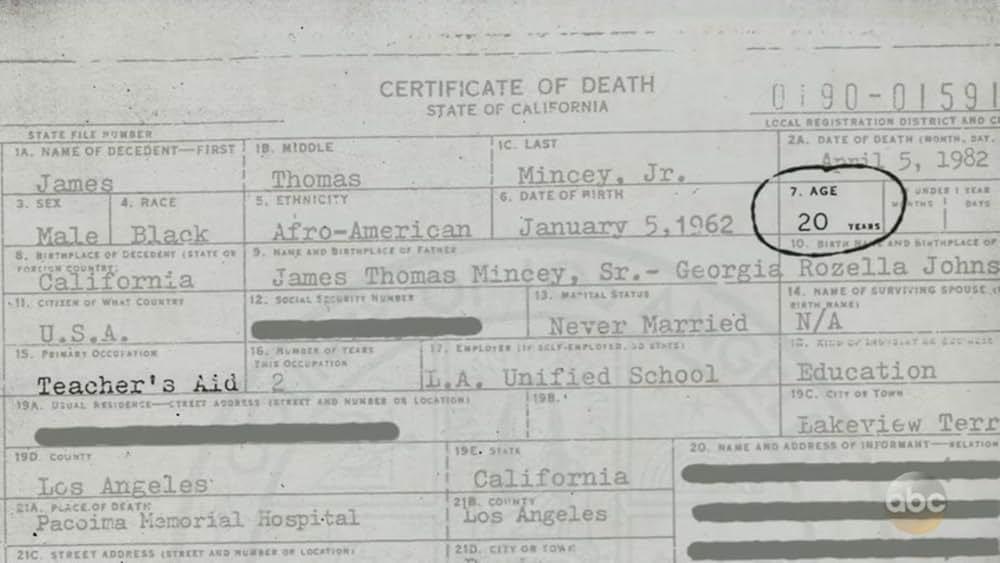 CERTIFICATE OF DEATH
STATE OF CALIFORNIA
0190-01591
STATE FILE NUMBER
LOCAL REGISTRATION DISTRICT AND
1A. NAME OF DECEDENT—FIRST 1B. MIDDLE 1C. LAST 2A. DATE OF DEATH (MONTH, DAY,
James Thomas Mincey, Jr. April 5, 1982
3. SEX 4. RACE 5. ETHNICITY 6. DATE OF BIRTH 7. AGE UNDER 1 YEAR
Male Black Afro-American January 5,1962 20 YEARS MONTHS DAYS
8. BIRTHPLACE OF DECEDENT (STATE OR FOREIGN COUNTRY) 9. NAME AND BIRTHPLACE OF FATHER 10. BIRTH NAME AND BIRTHPLACE OF
California James Thomas Mincey, Sr.- Georgia Rozella Johns
11. CITIZEN OF WHAT COUNTRY 12. SOCIAL SECURITY NUMBER 13. MARITAL STATUS 14. NAME OF SURVIVING SPOUSE
BIRTH NAME)
U.S.A. Never Married N/A
15. PRIMARY OCCUPATION 16. NUMBER OF YEARS THIS OCCUPATION 17. EMPLOYER (IF SELF-EMPLOYED, SO STATE) 18. KIND OF INDUSTRY OR BUSINESS
Teacher's Aid 2 L.A. Unified School Education
19A. USUAL RESIDENCE—STREET ADDRESS (STREET AND NUMBER OR LOCATION) 19B. 19C. CITY OR TOWN
Lakeview Terr
19D. COUNTY 19E. STATE 20. NAME AND ADDRESS OF INFORMANT—RELATION
Los Angeles California
21A. PLACE OF DEATH 21B. COUNTY
Pacoima Memorial Hospital Los Angeles
abc
21C. STREET ADDRESS (STREET AND NUMBER OR LOCATION) 21D. CITY OR TOWN